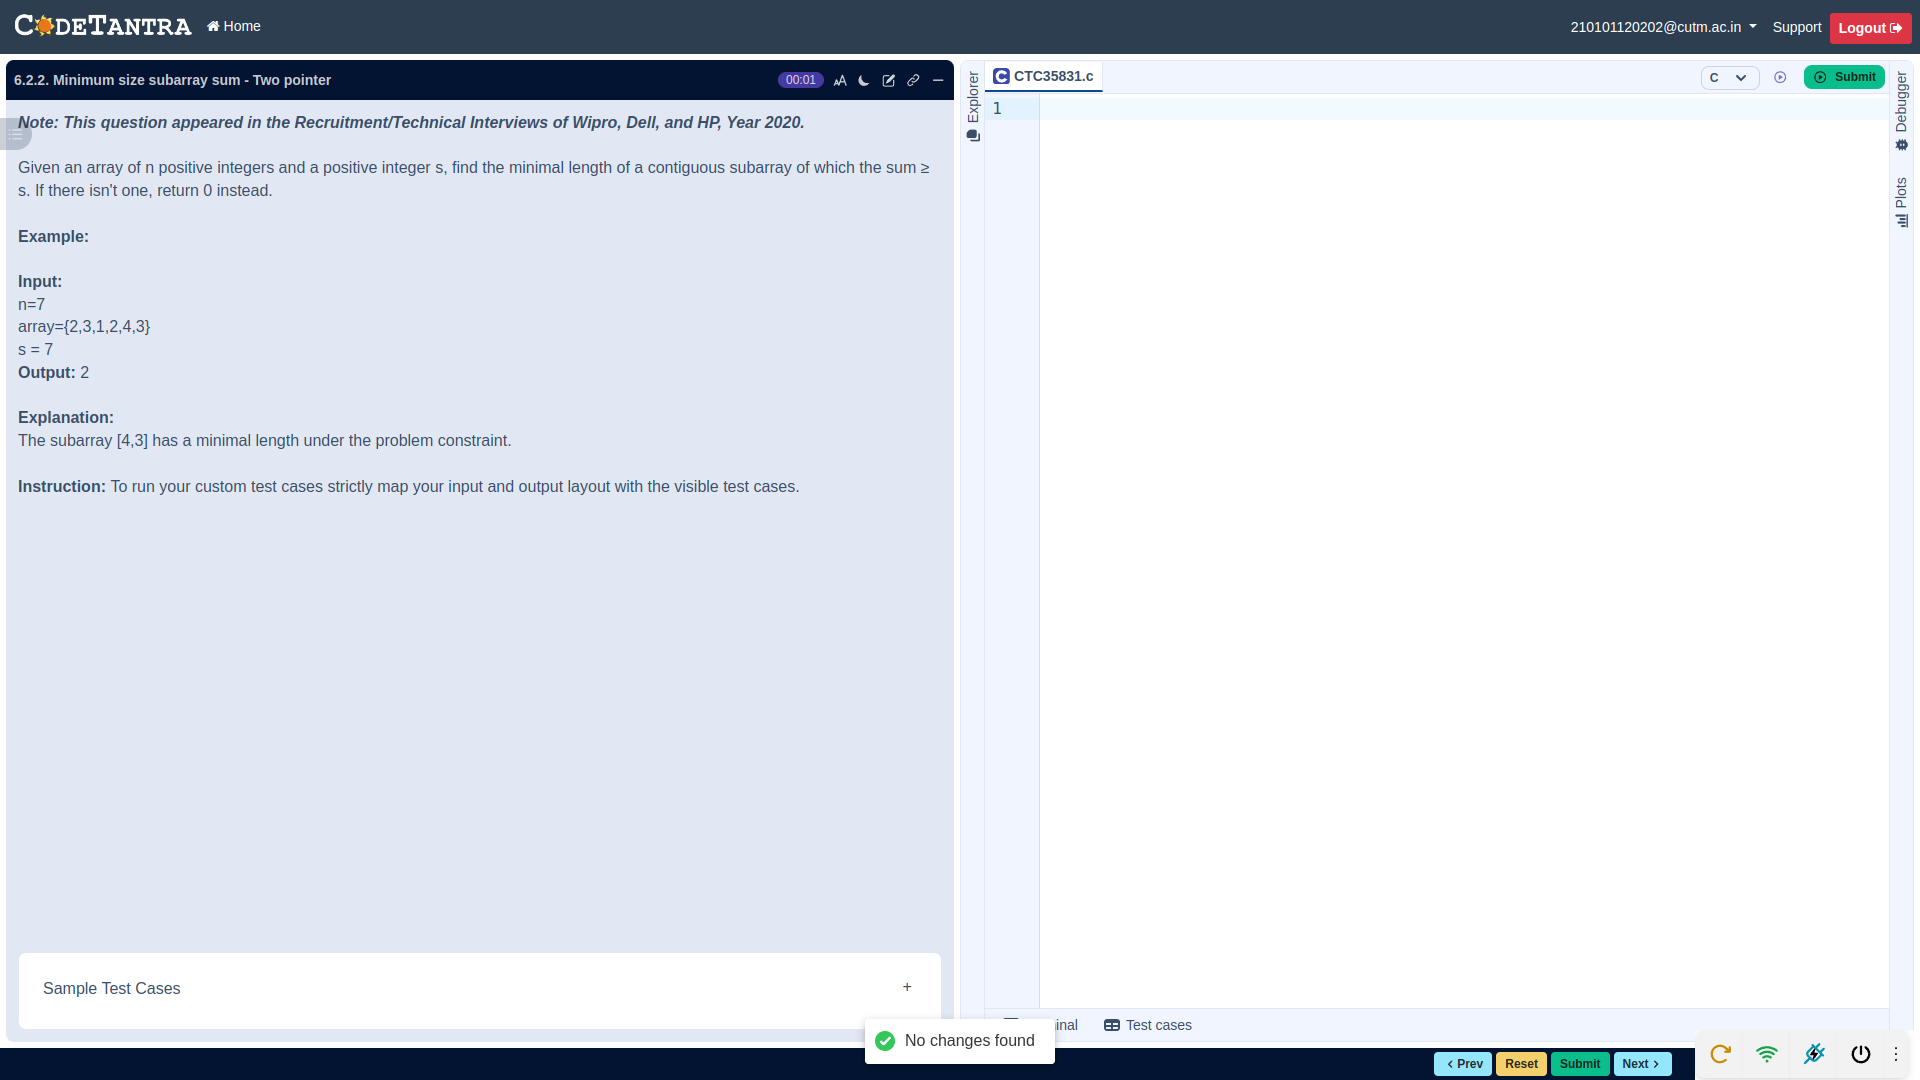 CODETANTRA
Home
210101120202@cutm.ac.in
Support
Logout
6.2.2. Minimum size subarray sum - Two pointer
00:01
Note: This question appeared in the Recruitment/Technical Interviews of Wipro, Dell, and HP, Year 2020.
Given an array of n positive integers and a positive integer s, find the minimal length of a contiguous subarray of which the sum ≥
s. If there isn't one, return 0 instead.
Example:
Input:
n=7
array={2,3,1,2,4,3}
s = 7
Output: 2
Explanation:
The subarray [4,3] has a minimal length under the problem constraint.
Instruction: To run your custom test cases strictly map your input and output layout with the visible test cases.
Sample Test Cases
+
Explorer
CTC35831.c
C
Submit
1
Debugger
Plots
Test cases
No changes found
Prev
Reset
Submit
Next